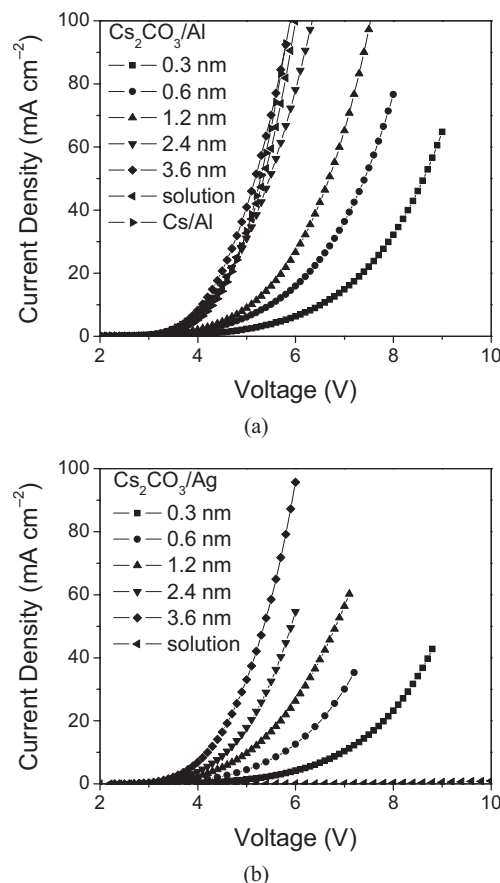 100
80
60
40
20
0
Current Density (mA cm⁻²)
Cs₂CO₃/Al
0.3 nm
0.6 nm
1.2 nm
2.4 nm
3.6 nm
solution
Cs/Al
2 4 6 8 10
Voltage (V)
(a)
100
80
60
40
20
0
Current Density (mA cm⁻²)
Cs₂CO₃/Ag
0.3 nm
0.6 nm
1.2 nm
2.4 nm
3.6 nm
solution
2 4 6 8 10
Voltage (V)
(b)